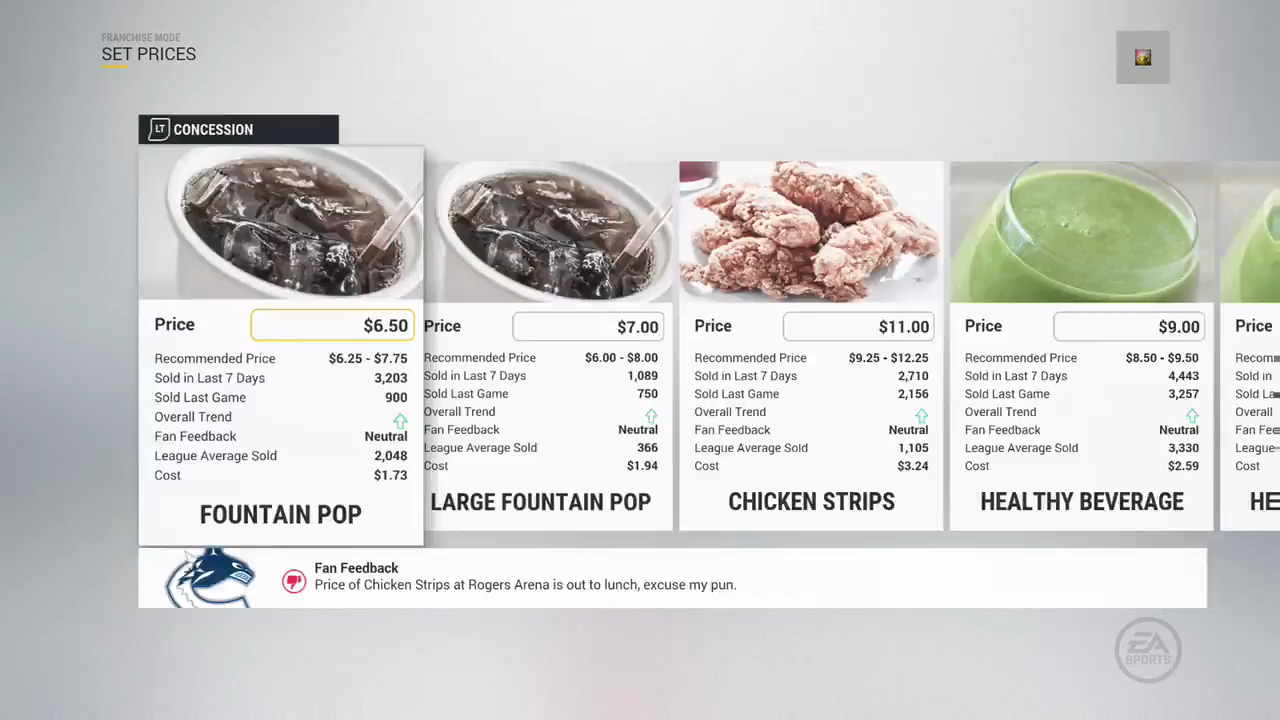 FRANCHISE MODE
SET PRICES
LT CONCESSION
Price $6.50
Recommended Price $6.25 - $7.75
Sold in Last 7 Days 3,203
Sold Last Game 900
Overall Trend
Fan Feedback Neutral
League Average Sold 2,048
Cost $1.73
FOUNTAIN POP
Price $7.00
Recommended Price $6.00 - $8.00
Sold in Last 7 Days 1,089
Sold Last Game 750
Overall Trend
Fan Feedback Neutral
League Average Sold 366
Cost $1.94
LARGE FOUNTAIN POP
Price $11.00
Recommended Price $9.25 - $12.25
Sold in Last 7 Days 2,710
Sold Last Game 2,156
Overall Trend
Fan Feedback Neutral
League Average Sold 1,105
Cost $3.24
CHICKEN STRIPS
Price $9.00
Recommended Price $8.50 - $9.50
Sold in Last 7 Days 4,443
Sold Last Game 3,257
Overall Trend
Fan Feedback Neutral
League Average Sold 3,330
Cost $2.59
HEALTHY BEVERAGE
Price
Sold in
Overall
League
Cost
Fan Feedback
Price of Chicken Strips at Rogers Arena is out to lunch, excuse my pun.
EA
SPORTS